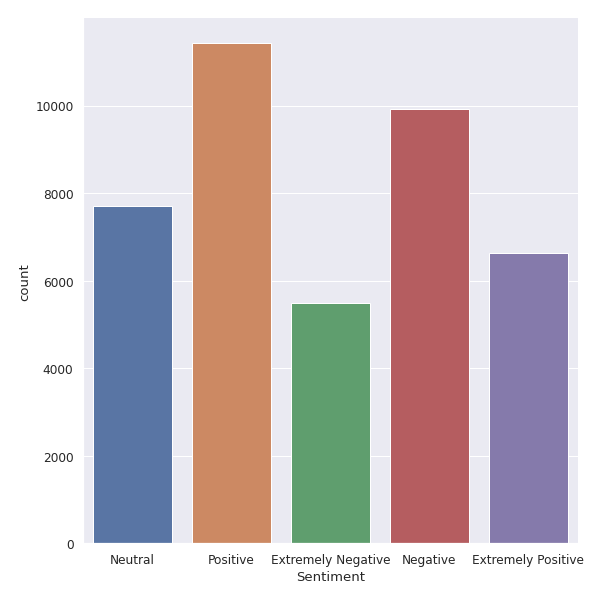 10000
8000
6000
4000
2000
0
count
Neutral Positive Extremely Negative Negative Extremely Positive
Sentiment